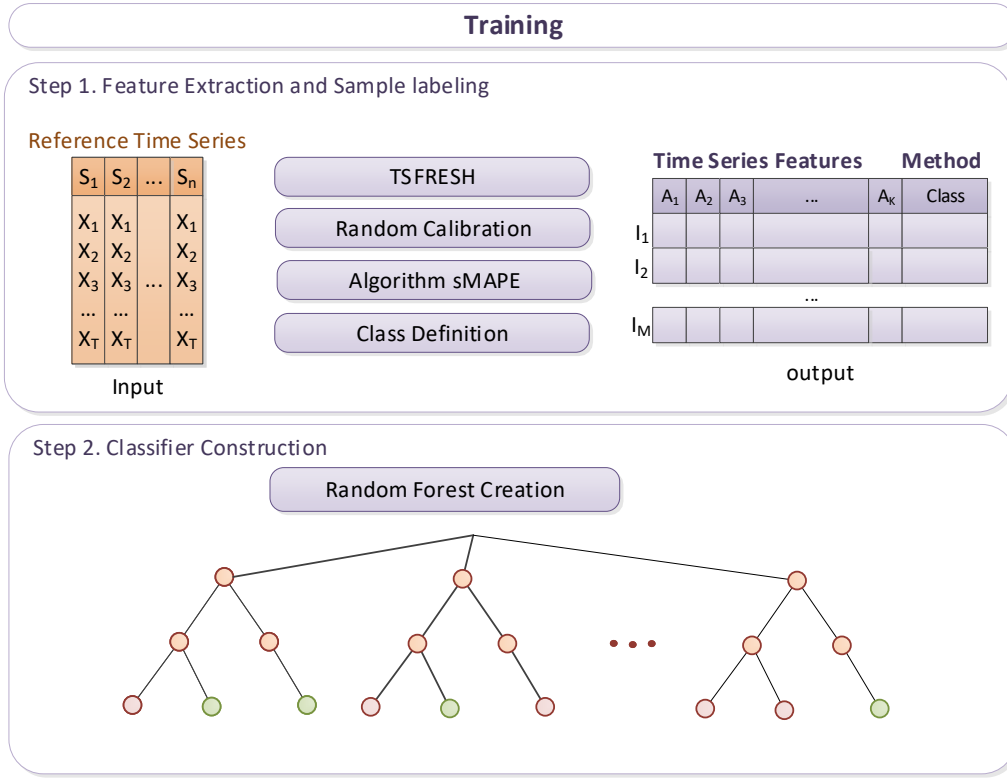 Training
Step 1. Feature Extraction and Sample labeling
Reference Time Series
S1 S2 ... Sn
X1 X1 X1
X2 X2 X2
X3 X3 ... X3
... ... ...
XT XT XT
Input
TSFRESH
Random Calibration
Algorithm sMAPE
Class Definition
Time Series Features Method
A1 A2 A3 ... AK Class
I1
I2
...
IM
output
Step 2. Classifier Construction
Random Forest Creation
...